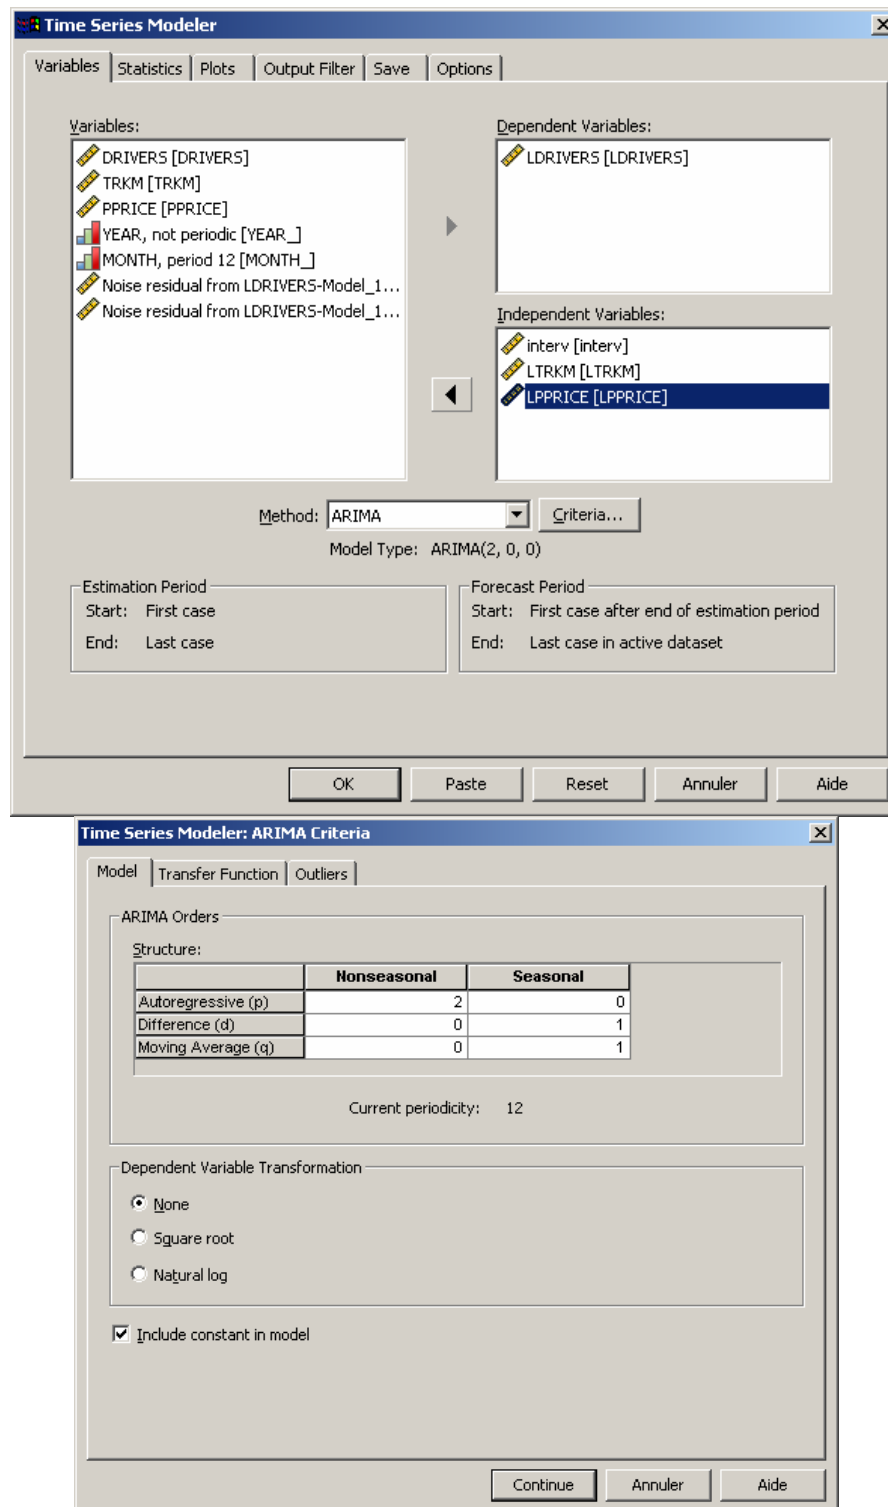 Time Series Modeler
Variables Statistics Plots Output Filter Save Options
Variables:
DRIVERS [DRIVERS]
TRKM [TRKM]
PPRICE [PPRICE]
YEAR, not periodic [YEAR_]
MONTH, period 12 [MONTH_]
Noise residual from LDRIVERS-Model_1...
Noise residual from LDRIVERS-Model_1...
Dependent Variables:
LDRIVERS [LDRIVERS]
Independent Variables:
interv [interv]
LTRKM [LTRKM]
LPPRICE [LPPRICE]
Method: ARIMA Criteria...
Model Type: ARIMA(2, 0, 0)
Estimation Period
Start: First case
End: Last case
Forecast Period
Start: First case after end of estimation period
End: Last case in active dataset
OK Paste Reset Annuler Aide
Time Series Modeler: ARIMA Criteria
Model Transfer Function Outliers
ARIMA Orders
Structure:
Nonseasonal Seasonal
Autoregressive (p) 2 0
Difference (d) 0 1
Moving Average (q) 0 1
Current periodicity: 12
Dependent Variable Transformation
None
Square root
Natural log
Include constant in model
Continue Annuler Aide